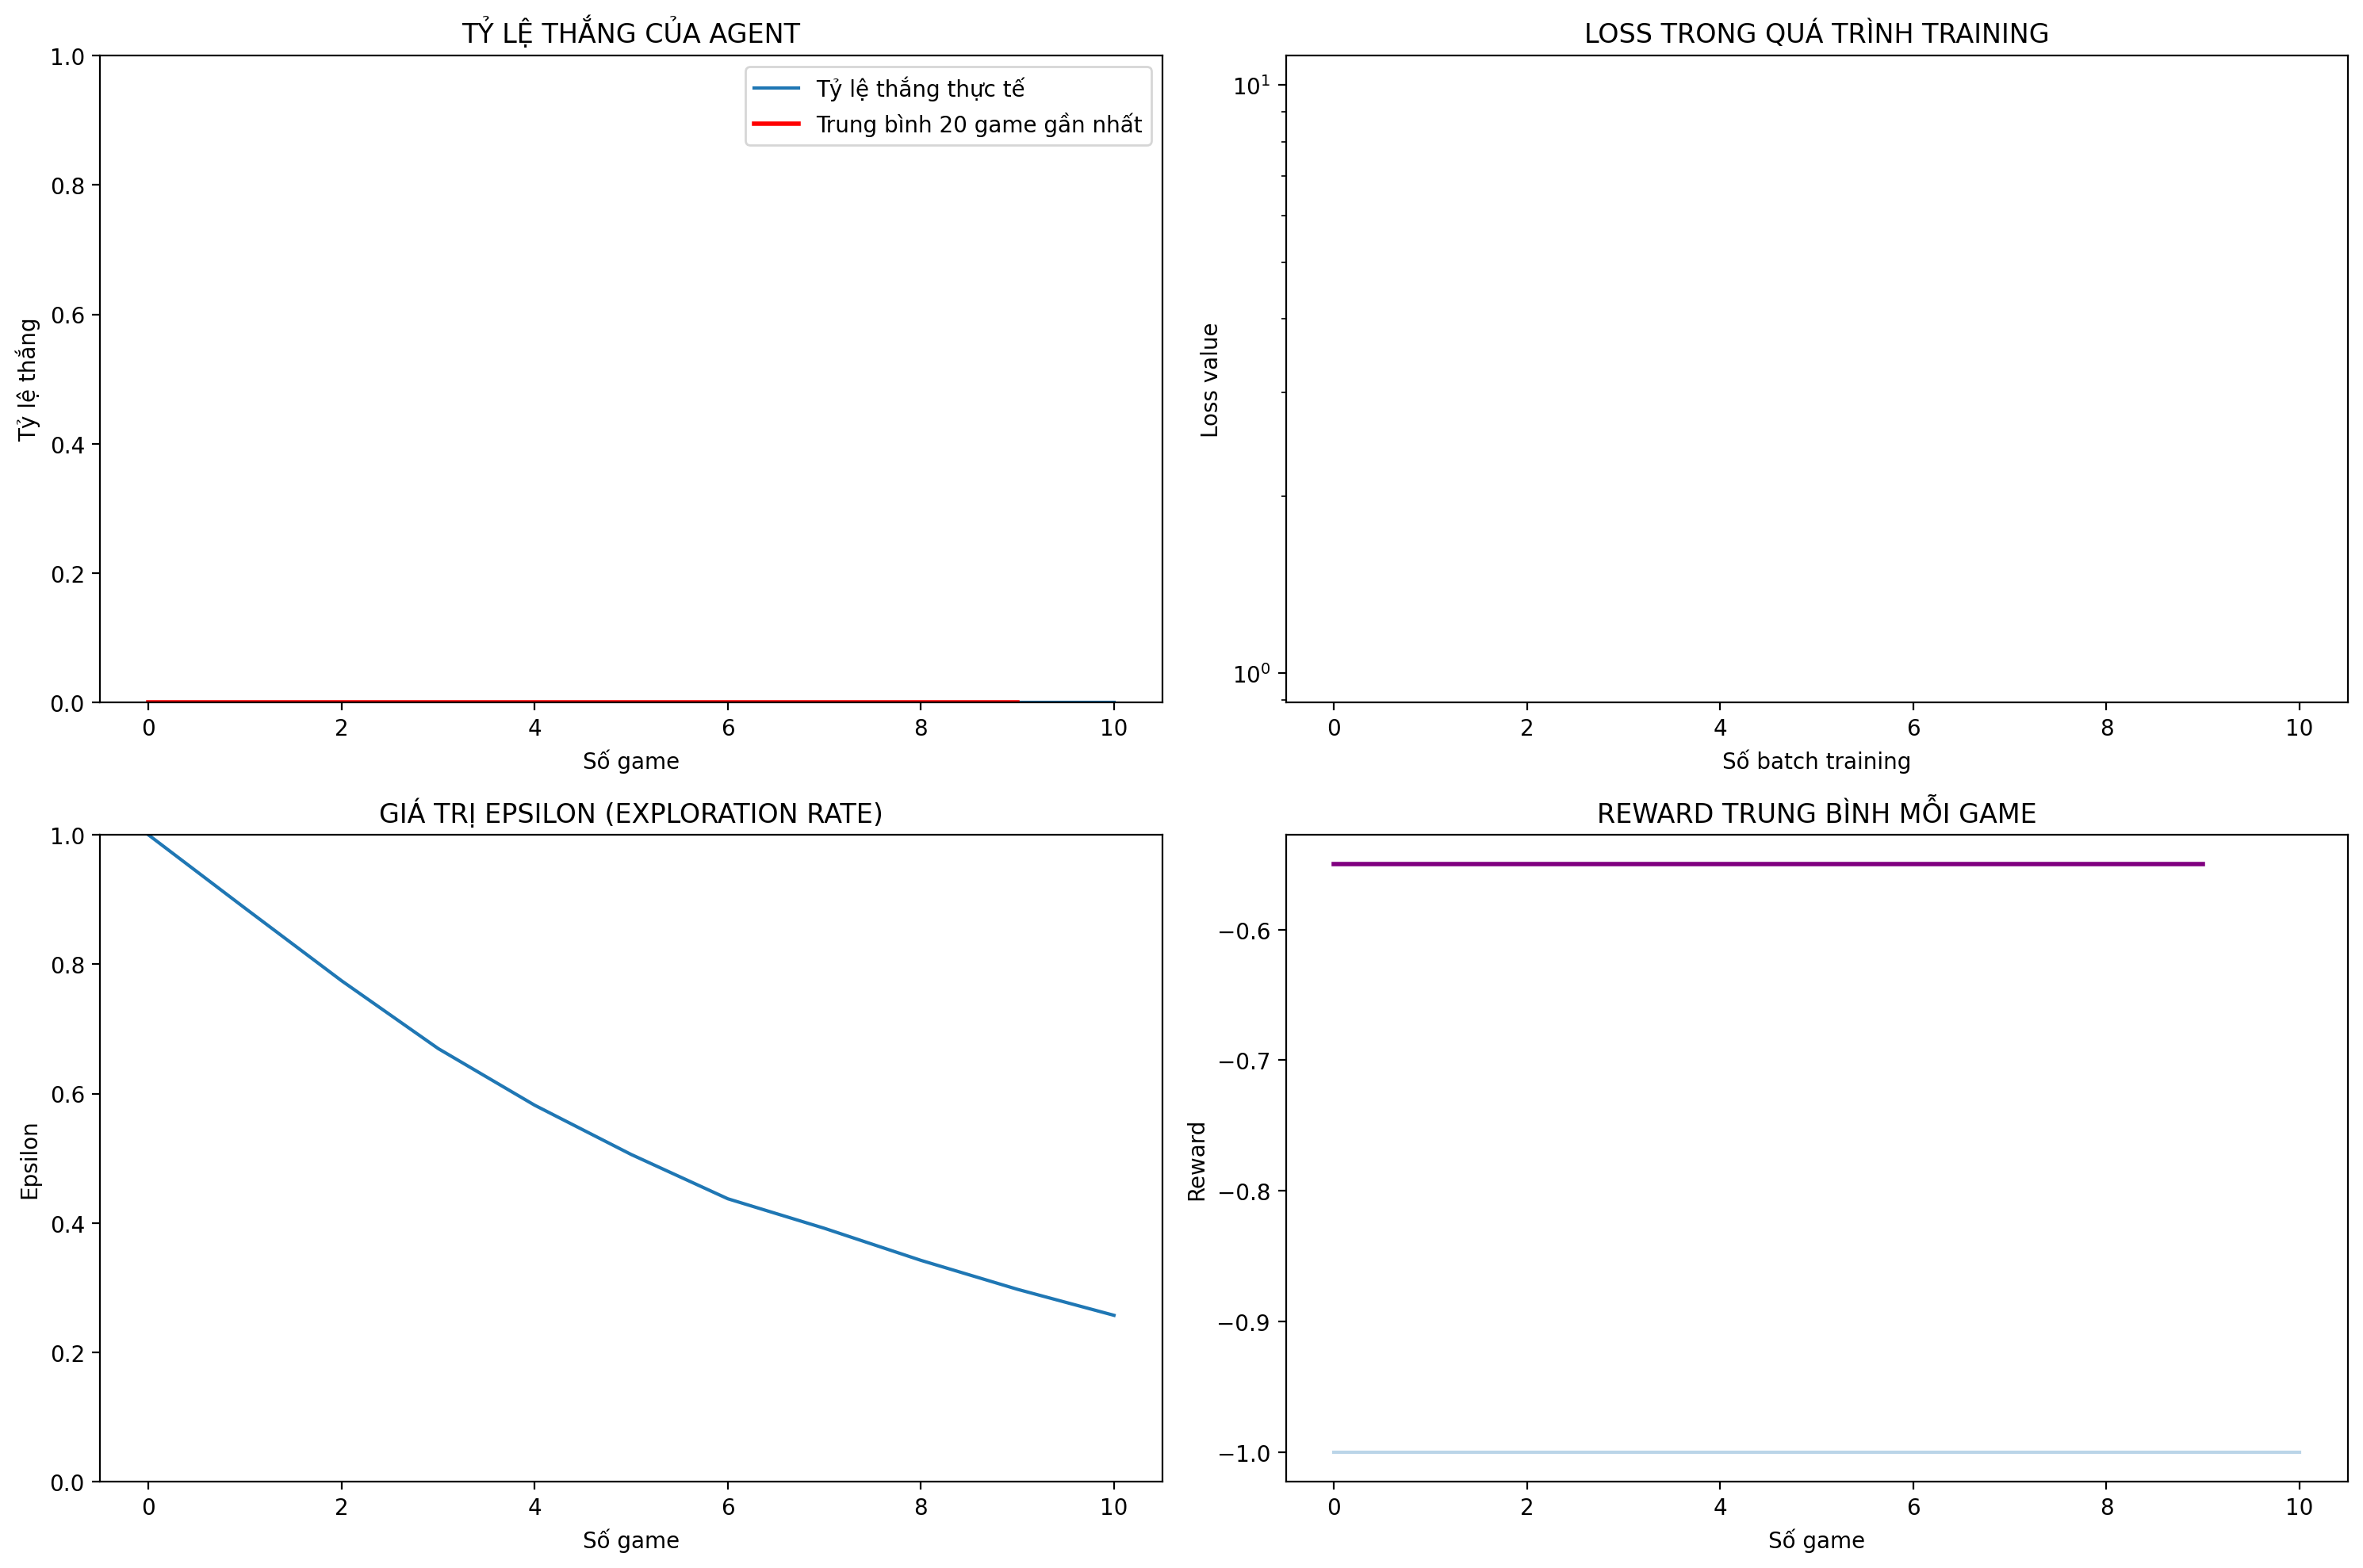 TỶ LỆ THẮNG CỦA AGENT
1.0
0.8
0.6
0.4
0.2
0.0
Tỷ lệ thắng
Tỷ lệ thắng thực tế
Trung bình 20 game gần nhất
0 2 4 6 8 10
Số game
LOSS TRONG QUÁ TRÌNH TRAINING
10¹
10⁰
Loss value
0 2 4 6 8 10
Số batch training
GIÁ TRỊ EPSILON (EXPLORATION RATE)
1.0
0.8
0.6
0.4
0.2
0.0
Epsilon
0 2 4 6 8 10
Số game
REWARD TRUNG BÌNH MỖI GAME
−0.6
−0.7
−0.8
−0.9
−1.0
Reward
0 2 4 6 8 10
Số game